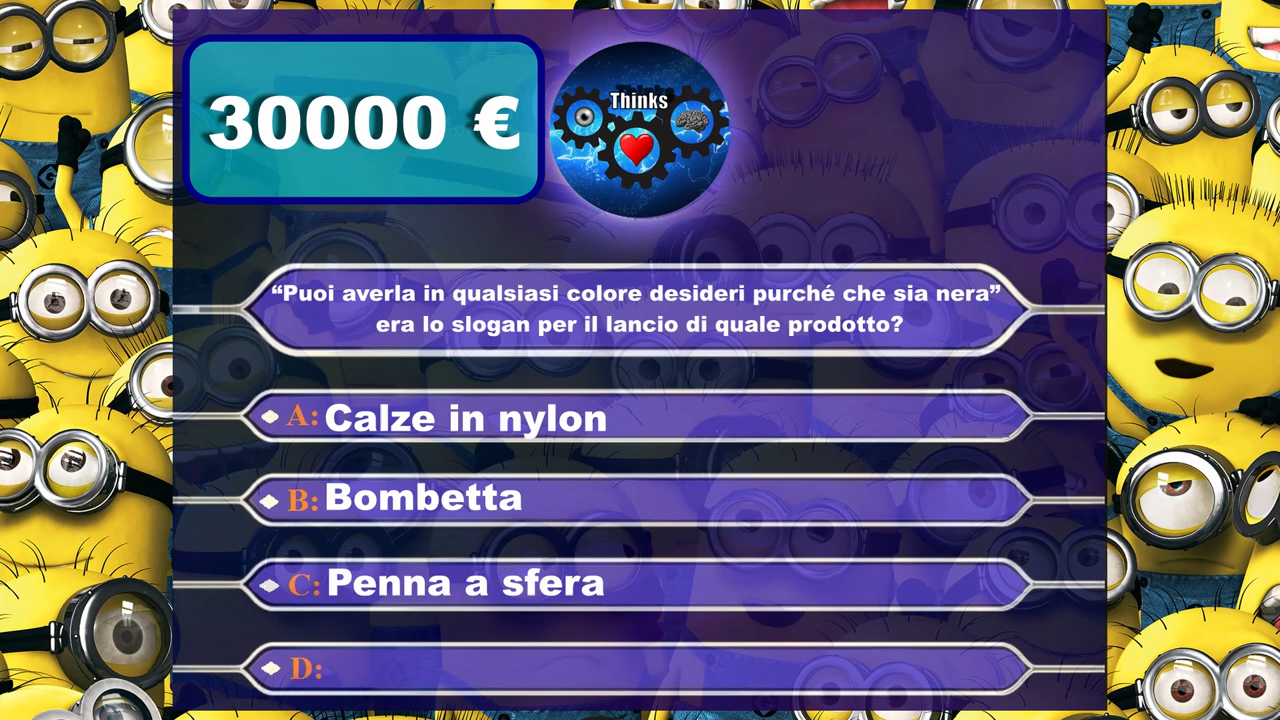 30000 €
Thinks
“Puoi averla in qualsiasi colore desideri purché che sia nera”
era lo slogan per il lancio di quale prodotto?
A: Calze in nylon
B: Bombetta
C: Penna a sfera
D: